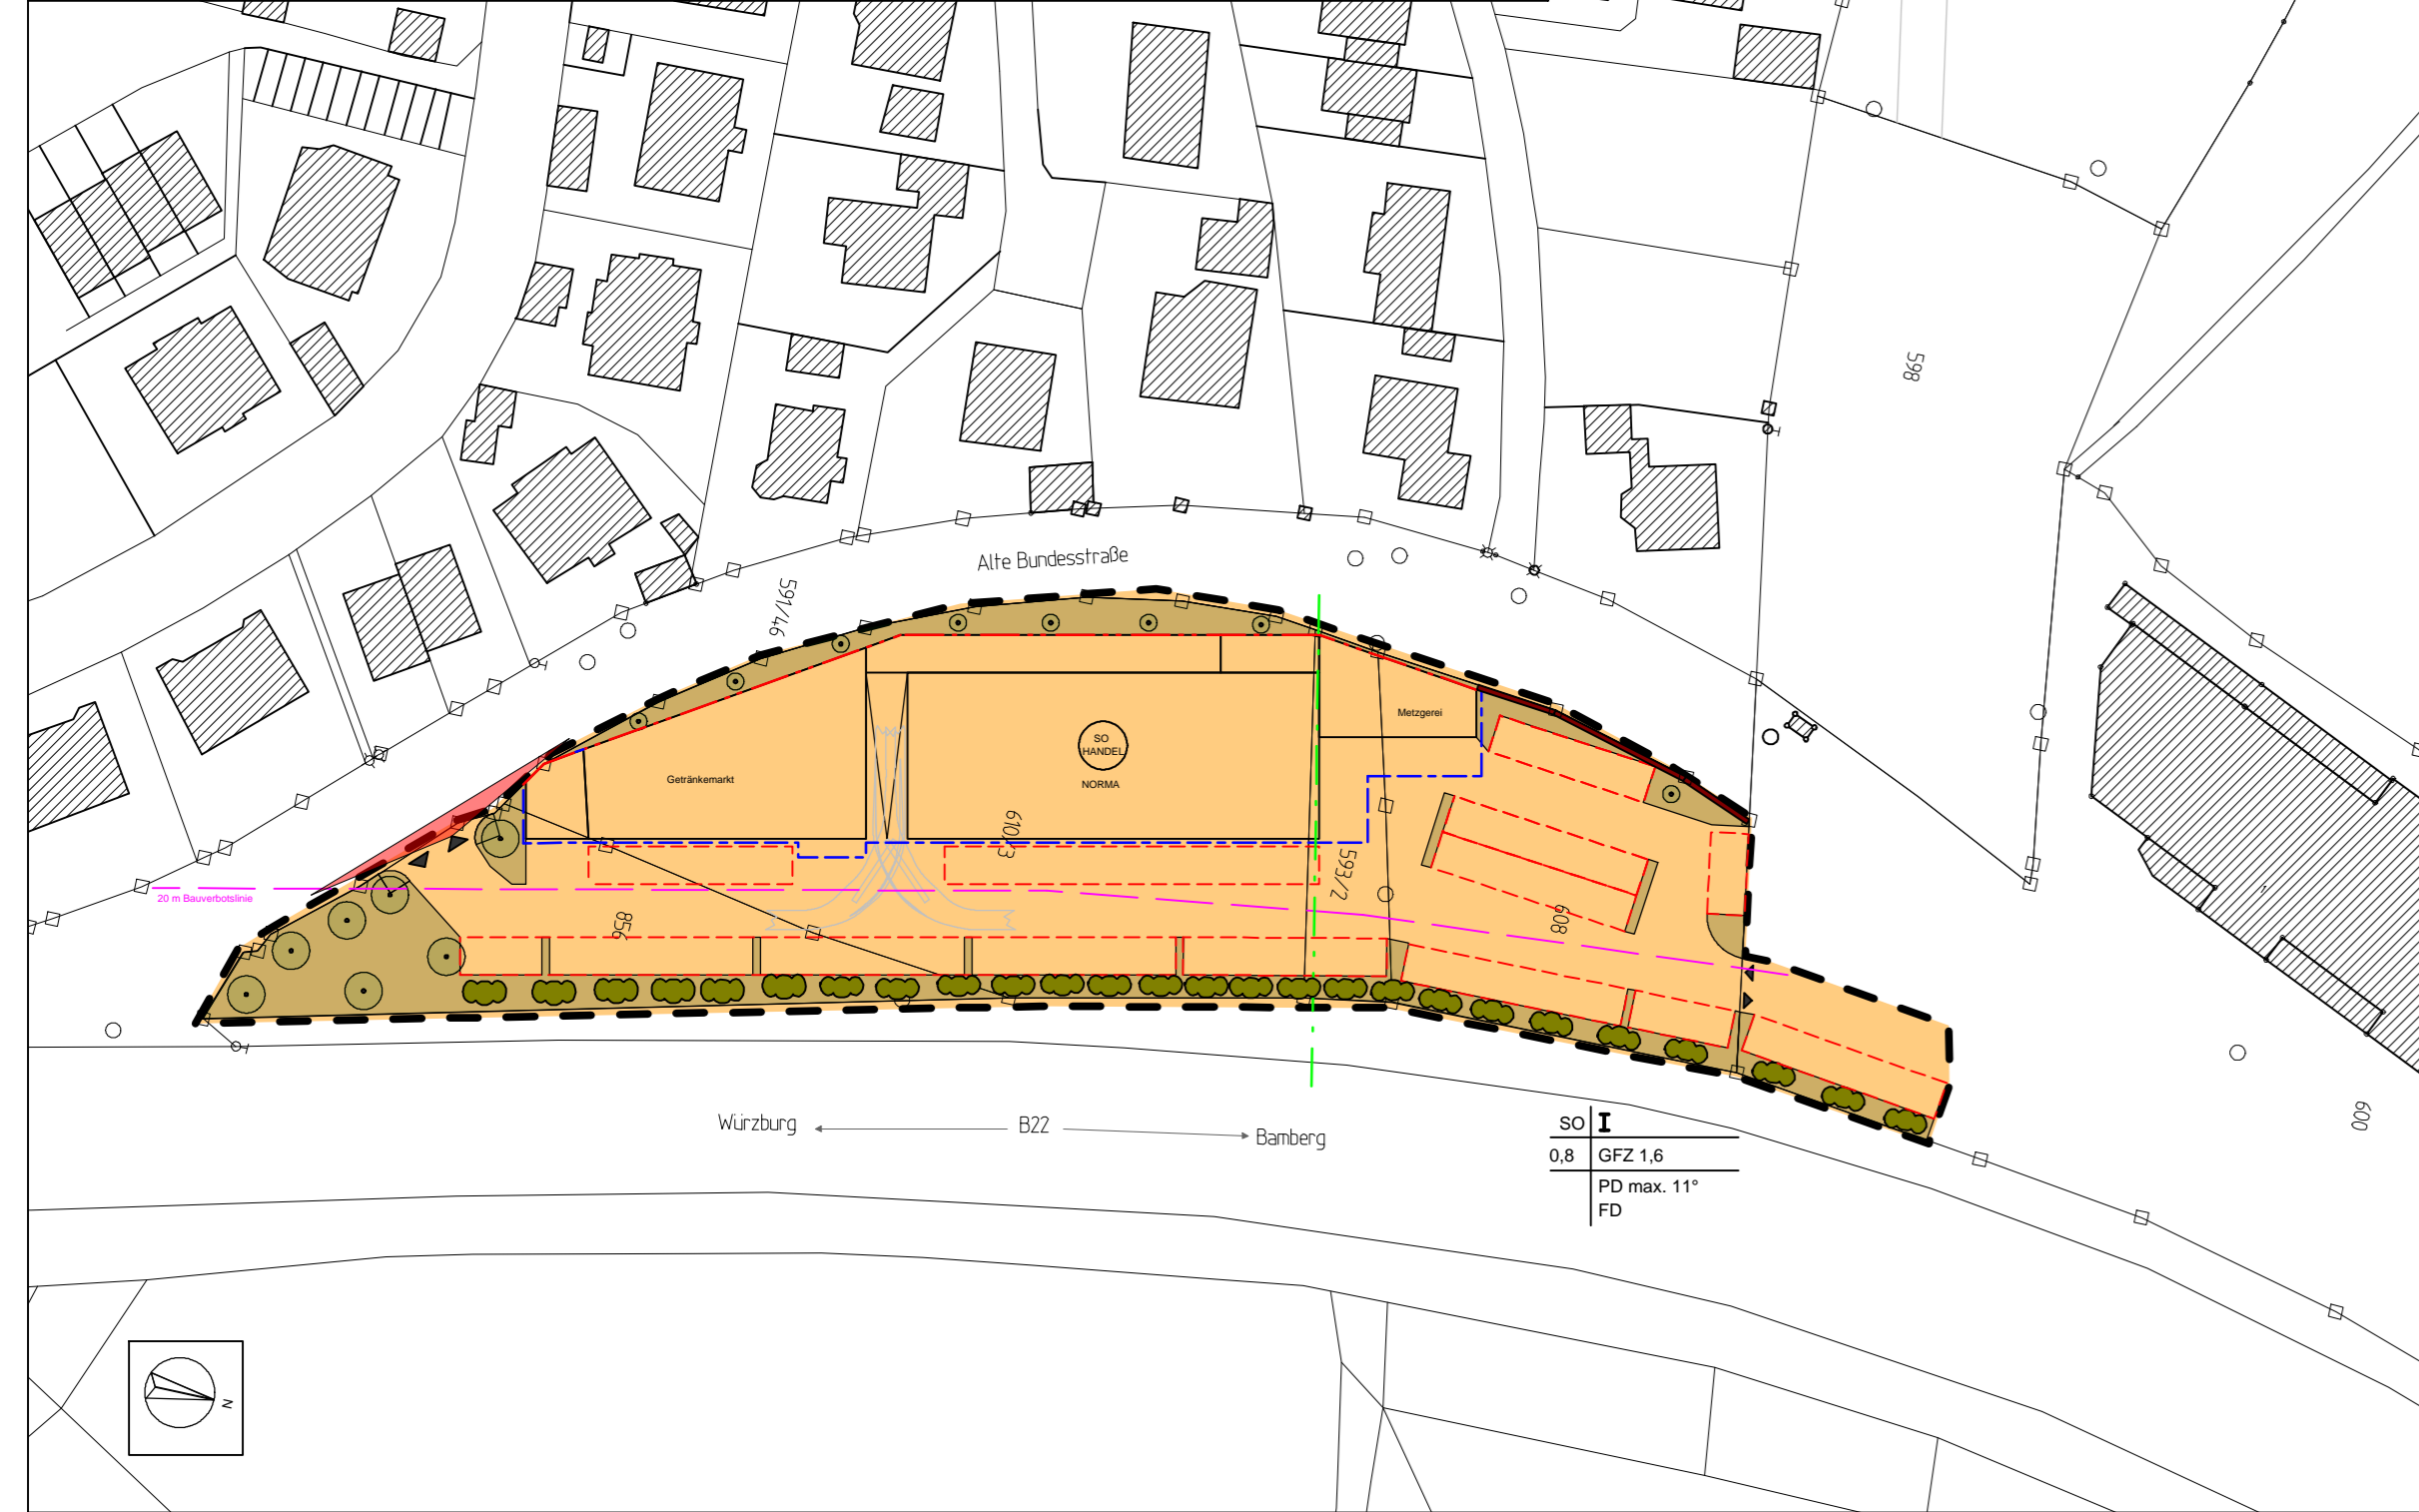 598
Alte Bundesstraße
591/46
Metzgerei
SO
HANDEL
Getränkemarkt
NORMA
610/3
593/2
20 m Bauverbotslinie
856
608
600
Würzburg
B22
Bamberg
SO I
0,8 GFZ 1,6
PD max. 11°
FD
N